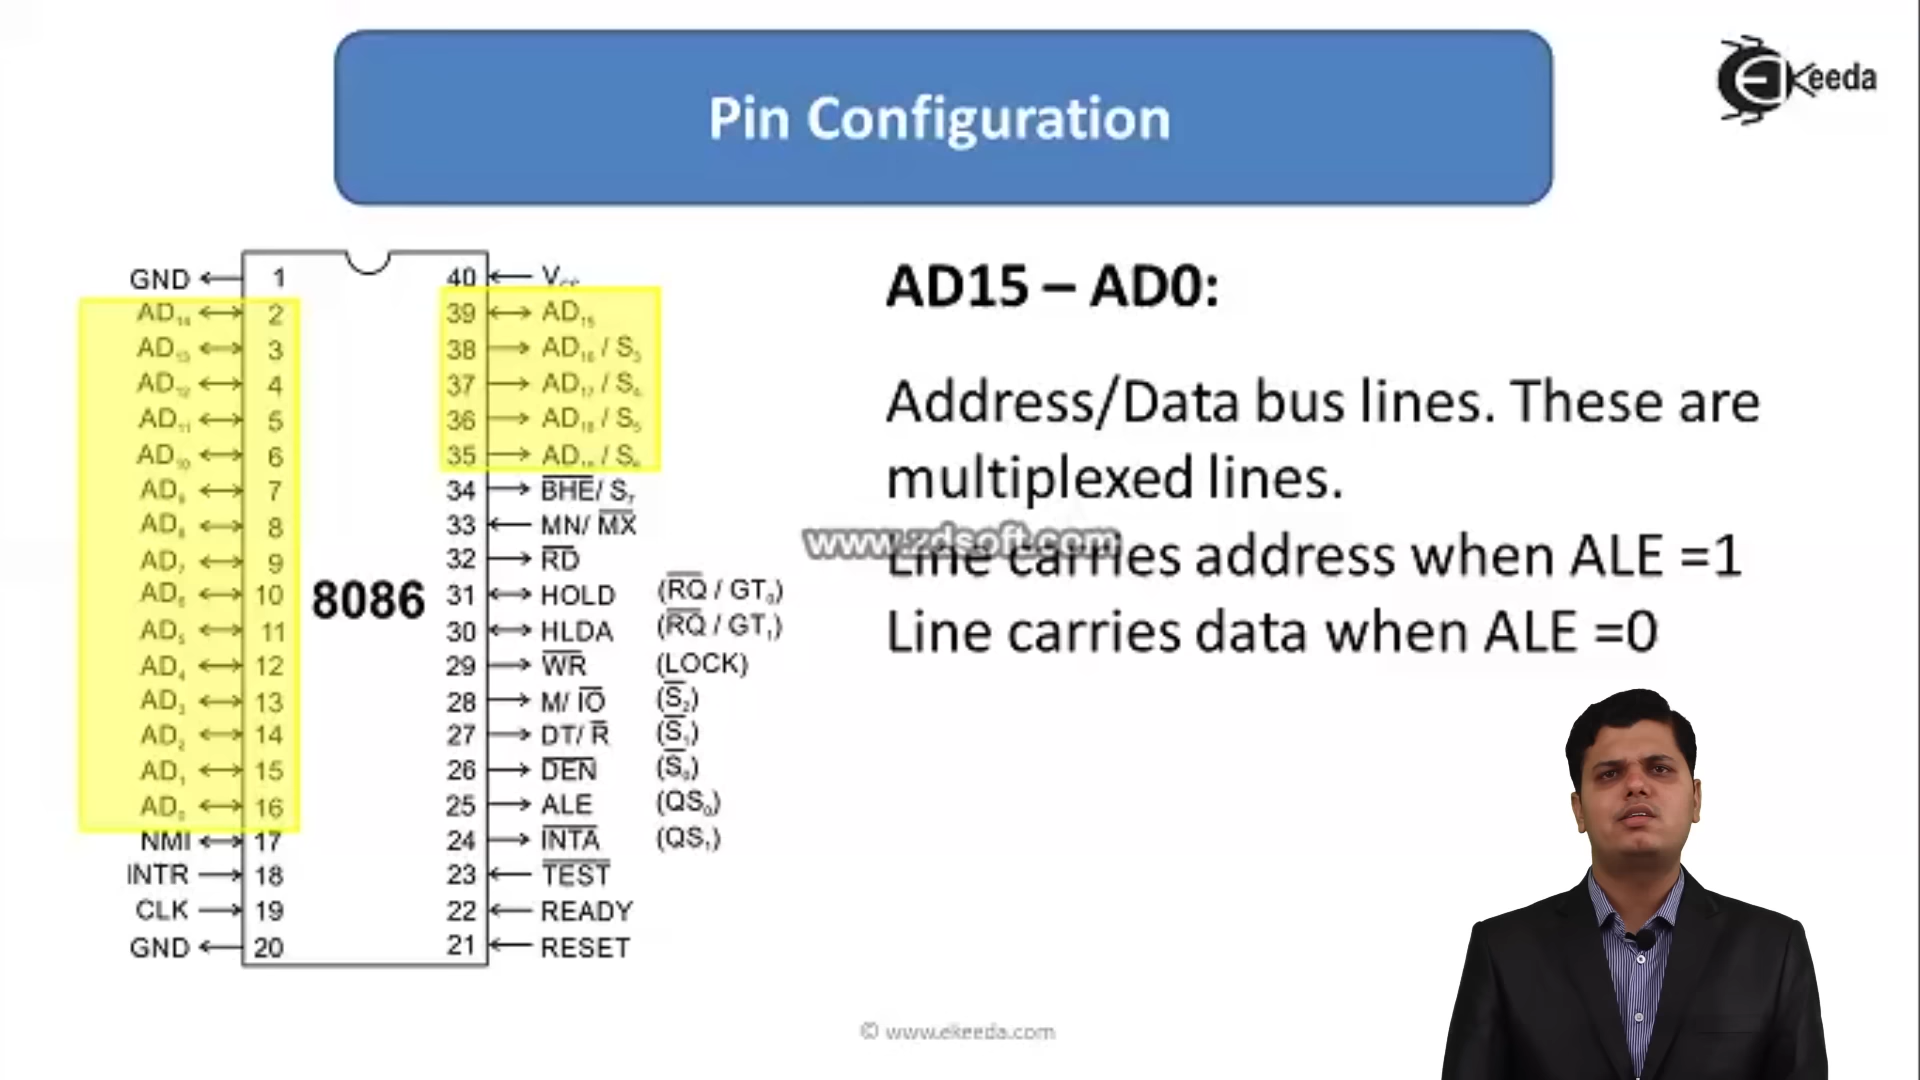 Pin Configuration
Ekeeda
GND 1 40 V
AD14 2 39 AD15
AD13 3 38 AD16 / S3
AD12 4 37 AD17 / S4
AD11 5 36 AD18 / S5
AD10 6 35 AD / S
AD9 7 34 BHE/ S7
AD8 8 33 MN/ MX
AD7 9 32 RD
AD6 10 31 HOLD (RQ / GT0)
AD5 11 30 HLDA (RQ / GT1)
AD4 12 29 WR (LOCK)
AD3 13 28 M/ IO (S2)
AD2 14 27 DT/ R (S1)
AD1 15 26 DEN (S0)
AD0 16 25 ALE (QS0)
NMI 17 24 INTA (QS1)
INTR 18 23 TEST
CLK 19 22 READY
GND 20 21 RESET
8086
AD15 – AD0:
Address/Data bus lines. These are
multiplexed lines.
www.zdsoft.com
Line carries address when ALE =1
Line carries data when ALE =0
© www.ekeeda.com